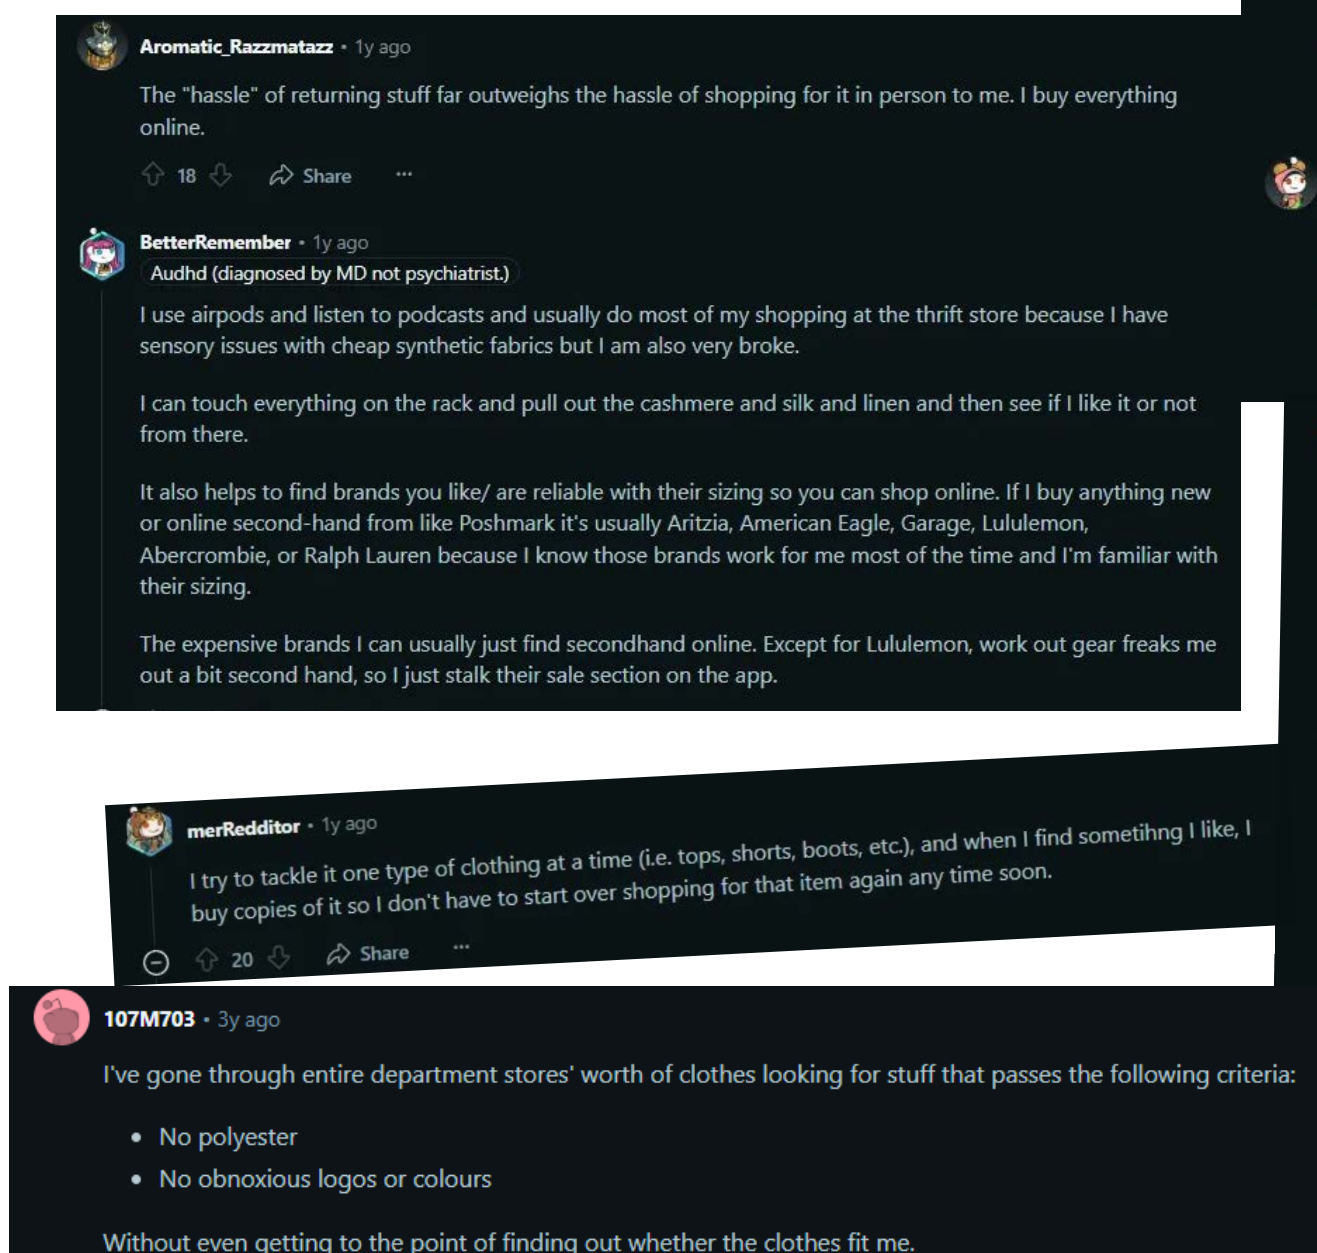 Aromatic_Razzmatazz • 1y ago
The "hassle" of returning stuff far outweighs the hassle of shopping for it in person to me. I buy everything
online.
18 Share ...
BetterRemember • 1y ago
Audhd (diagnosed by MD not psychiatrist.)
I use airpods and listen to podcasts and usually do most of my shopping at the thrift store because I have
sensory issues with cheap synthetic fabrics but I am also very broke.
I can touch everything on the rack and pull out the cashmere and silk and linen and then see if I like it or not
from there.
It also helps to find brands you like/ are reliable with their sizing so you can shop online. If I buy anything new
or online second-hand from like Poshmark it's usually Aritzia, American Eagle, Garage, Lululemon,
Abercrombie, or Ralph Lauren because I know those brands work for me most of the time and I'm familiar with
their sizing.
The expensive brands I can usually just find secondhand online. Except for Lululemon, work out gear freaks me
out a bit second hand, so I just stalk their sale section on the app.
merRedditor • 1y ago
I try to tackle it one type of clothing at a time (i.e. tops, shorts, boots, etc.), and when I find sometihng I like, I
buy copies of it so I don't have to start over shopping for that item again any time soon.
20 Share ...
107M703 • 3y ago
I've gone through entire department stores' worth of clothes looking for stuff that passes the following criteria:
• No polyester
• No obnoxious logos or colours
Without even getting to the point of finding out whether the clothes fit me.